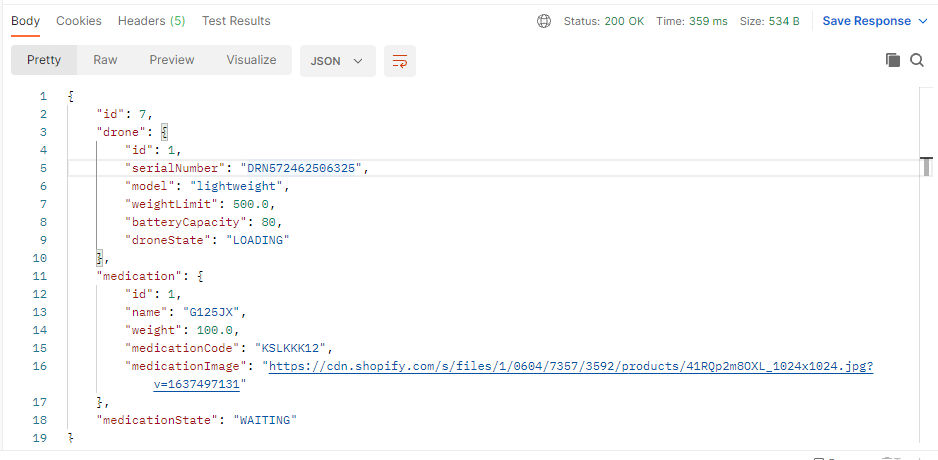 Body Cookies Headers (5) Test Results Status: 200 OK Time: 359 ms Size: 534 B Save Response
Pretty Raw Preview Visualize JSON
1 {
2 "id": 7,
3 "drone": {
4 "id": 1,
5 "serialNumber": "DRN572462506325",
6 "model": "lightweight",
7 "weightLimit": 500.0,
8 "batteryCapacity": 80,
9 "droneState": "LOADING"
10 },
11 "medication": {
12 "id": 1,
13 "name": "G125JX",
14 "weight": 100.0,
15 "medicationCode": "KSLKKK12",
16 "medicationImage": "https://cdn.shopify.com/s/files/1/0604/7357/3592/products/41RQp2m8OXL_1024x1024.jpg?
v=1637497131"
17 },
18 "medicationState": "WAITING"
19 }